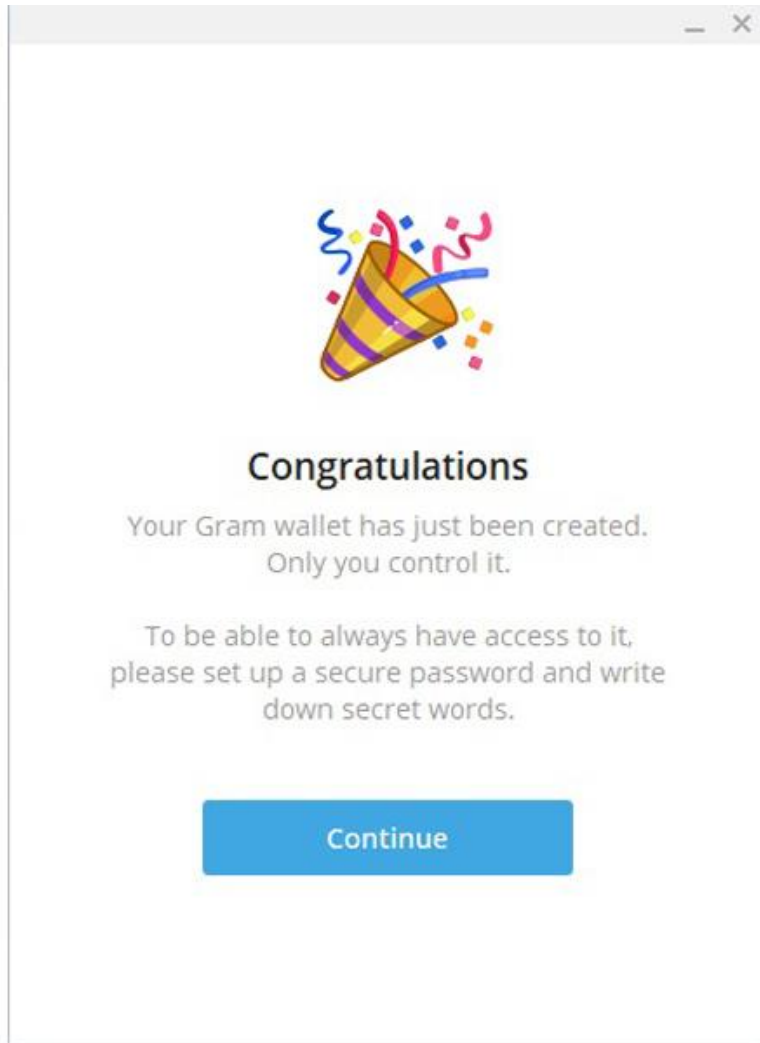 Congratulations
Your Gram wallet has just been created.
Only you control it.
To be able to always have access to it,
please set up a secure password and write
down secret words.
Continue